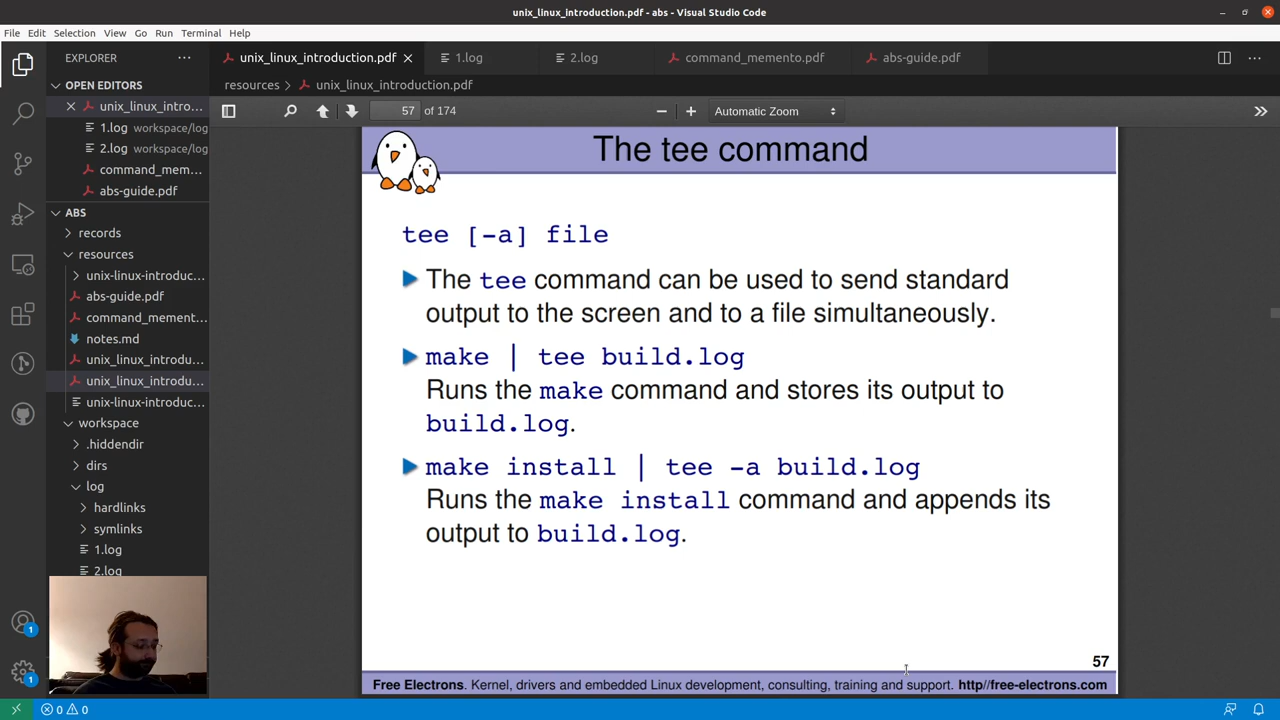 unix_linux_introduction.pdf - abs - Visual Studio Code
File Edit Selection View Go Run Terminal Help
EXPLORER
unix_linux_introduction.pdf
1.log
2.log
command_memento.pdf
abs-guide.pdf
OPEN EDITORS
resources > unix_linux_introduction.pdf
unix_linux_intro...
1.log workspace/log
2.log workspace/log
command_mem...
abs-guide.pdf
57 of 174
Automatic Zoom
ABS
records
resources
unix-linux-introduc...
abs-guide.pdf
command_mement...
notes.md
unix_linux_introdu...
unix_linux_introdu...
unix-linux-introduc...
workspace
.hiddendir
dirs
log
hardlinks
symlinks
1.log
2.log
The tee command
tee [-a] file
The tee command can be used to send standard
output to the screen and to a file simultaneously.
make | tee build.log
Runs the make command and stores its output to
build.log.
make install | tee -a build.log
Runs the make install command and appends its
output to build.log.
57
Free Electrons. Kernel, drivers and embedded Linux development, consulting, training and support. http//free-electrons.com
1
1
0 0